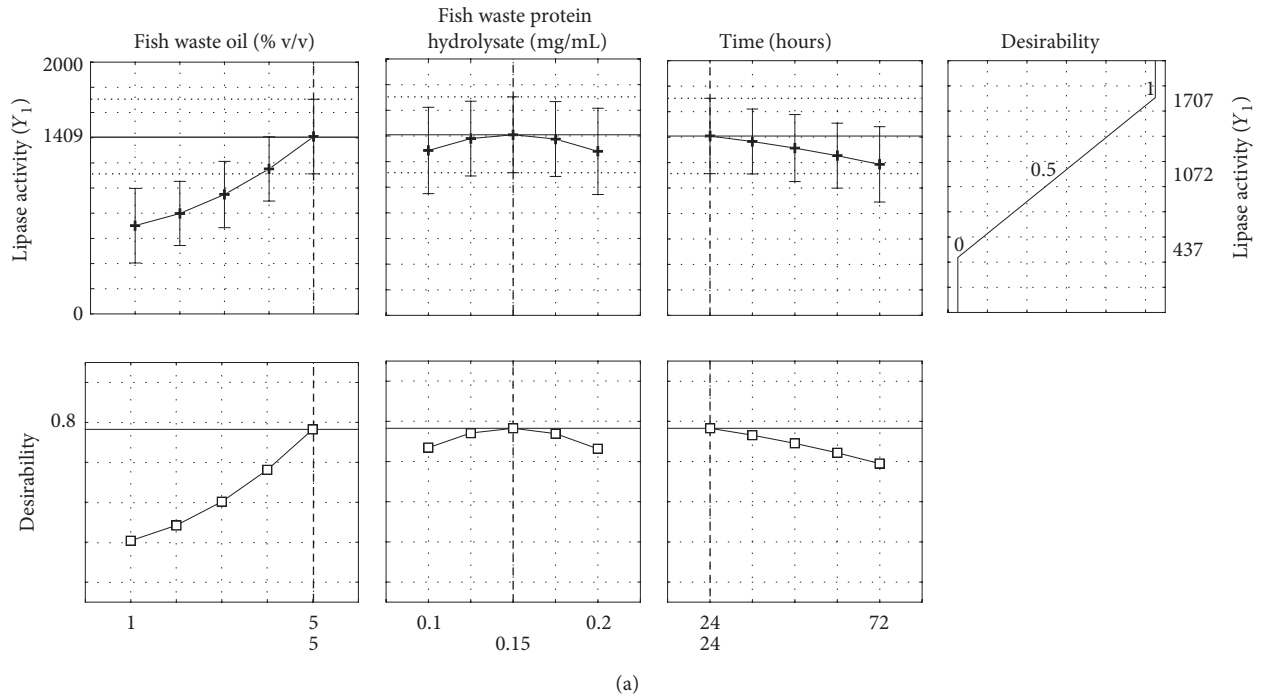 Fish waste oil (% v/v)
Fish waste protein
hydrolysate (mg/mL)
Time (hours)
Desirability
Lipase activity (Y1)
2000
1409
0
1
0.5
0
1707
1072
437
Lipase activity (Y1)
Desirability
0.8
1
5
5
0.1
0.15
0.2
24
24
72
(a)